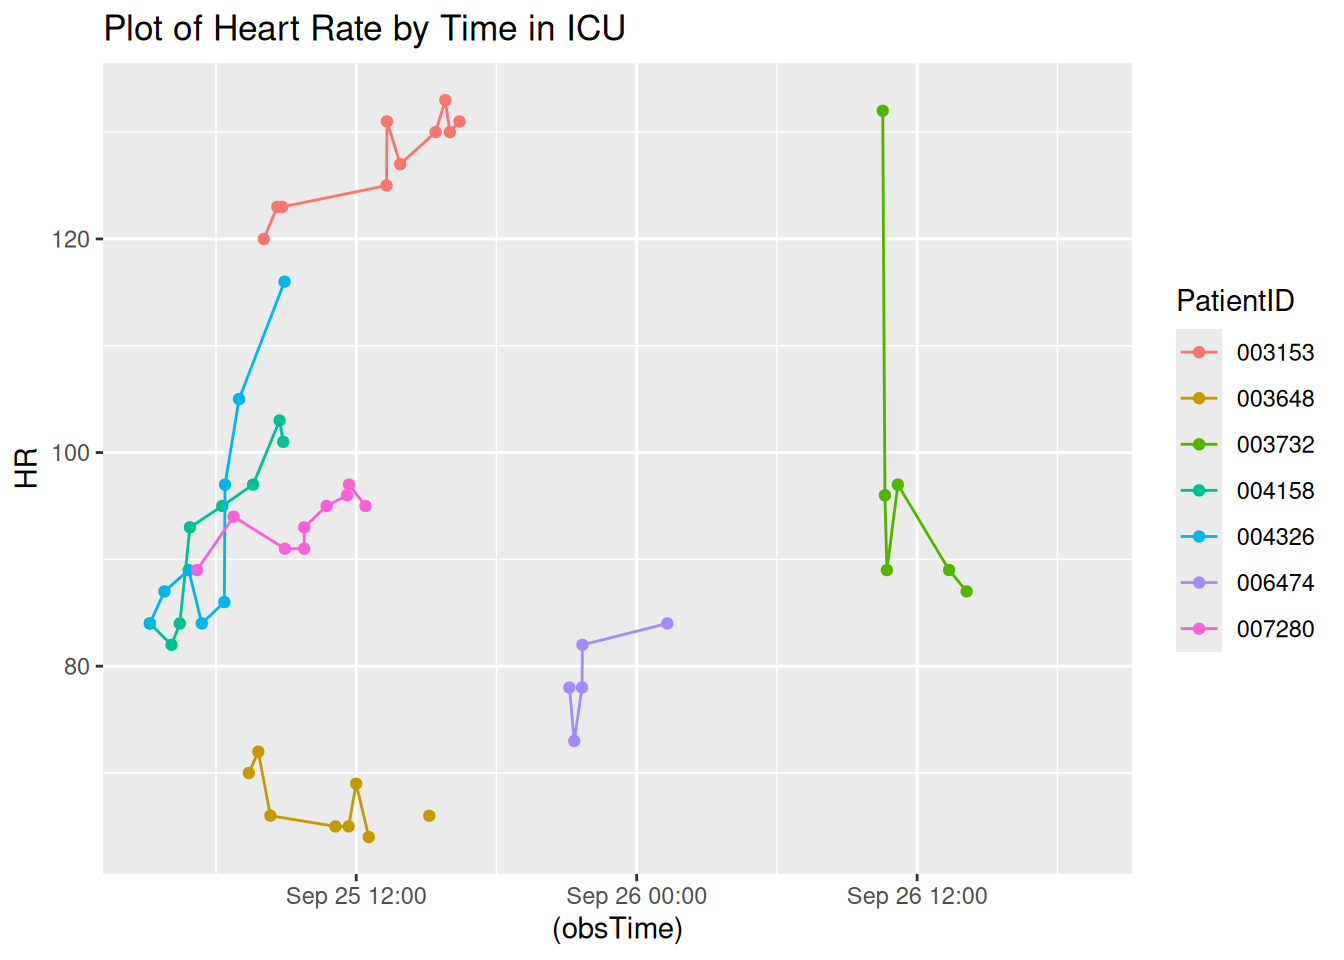 Plot of Heart Rate by Time in ICU
HR
120
100
80
Sep 25 12:00
Sep 26 00:00
Sep 26 12:00
(obsTime)
PatientID
003153
003648
003732
004158
004326
006474
007280